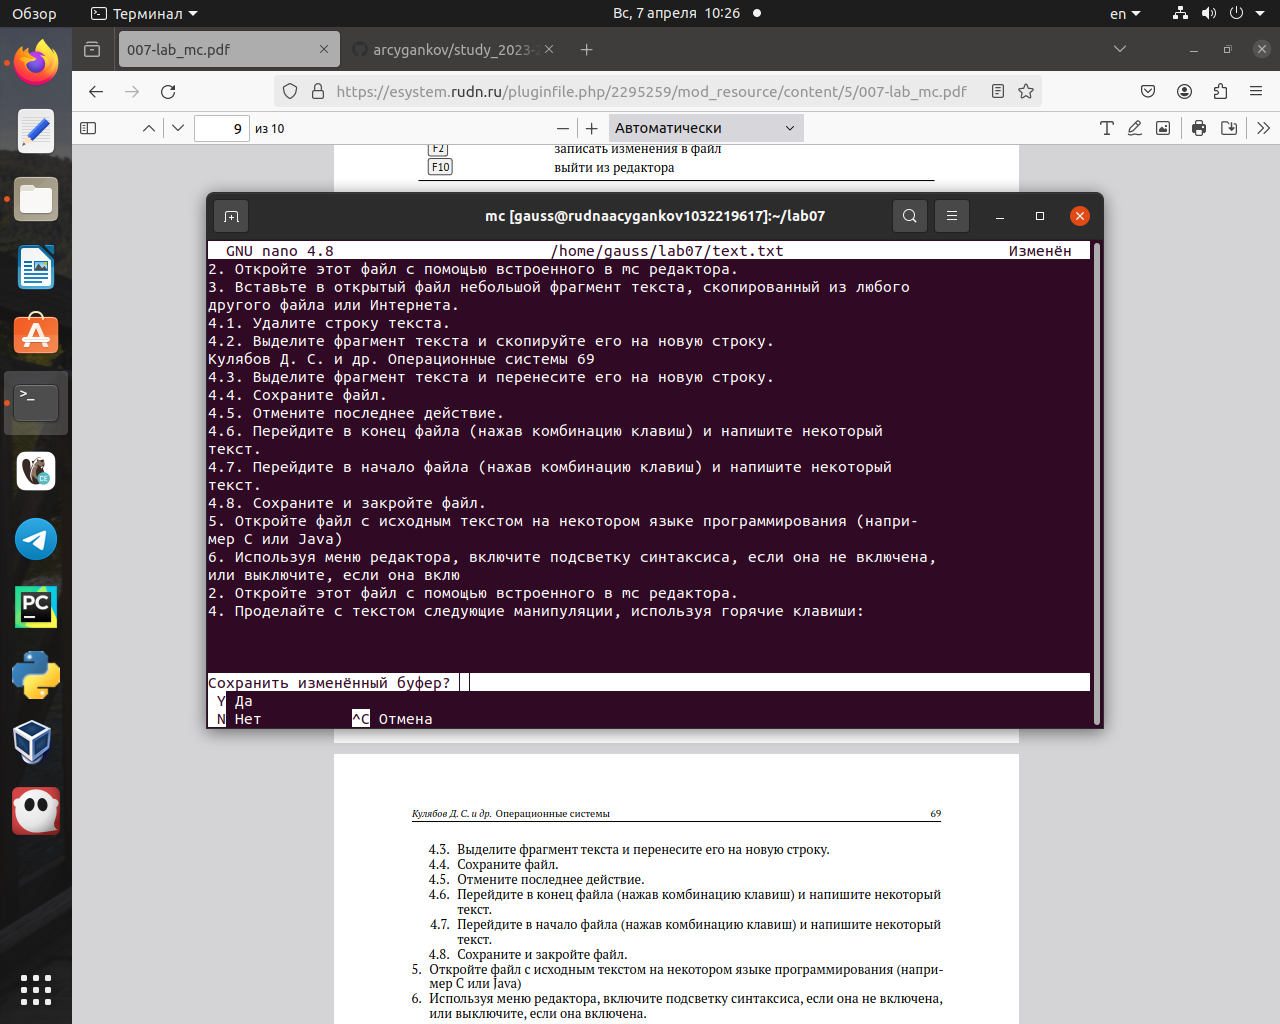 Обзор
Терминал
Вс, 7 апреля 10:26
en
007-lab_mc.pdf
arcygankov/study_2023-2
https://esystem.rudn.ru/pluginfile.php/2295259/mod_resource/content/5/007-lab_mc.pdf
9 из 10
Автоматически
F2 записать изменения в файл
F10 выйти из редактора
mc [gauss@rudnaacygankov1032219617]:~/lab07
GNU nano 4.8 /home/gauss/lab07/text.txt Изменён
2. Откройте этот файл с помощью встроенного в mc редактора.
3. Вставьте в открытый файл небольшой фрагмент текста, скопированный из любого
другого файла или Интернета.
4.1. Удалите строку текста.
4.2. Выделите фрагмент текста и скопируйте его на новую строку.
Кулябов Д. С. и др. Операционные системы 69
4.3. Выделите фрагмент текста и перенесите его на новую строку.
4.4. Сохраните файл.
4.5. Отмените последнее действие.
4.6. Перейдите в конец файла (нажав комбинацию клавиш) и напишите некоторый
текст.
4.7. Перейдите в начало файла (нажав комбинацию клавиш) и напишите некоторый
текст.
4.8. Сохраните и закройте файл.
5. Откройте файл с исходным текстом на некотором языке программирования (напри-
мер C или Java)
6. Используя меню редактора, включите подсветку синтаксиса, если она не включена,
или выключите, если она вклю
2. Откройте этот файл с помощью встроенного в mc редактора.
4. Проделайте с текстом следующие манипуляции, используя горячие клавиши:
Сохранить изменённый буфер?
Y Да
N Нет ^C Отмена
Кулябов Д. С. и др. Операционные системы 69
4.3. Выделите фрагмент текста и перенесите его на новую строку.
4.4. Сохраните файл.
4.5. Отмените последнее действие.
4.6. Перейдите в конец файла (нажав комбинацию клавиш) и напишите некоторый
текст.
4.7. Перейдите в начало файла (нажав комбинацию клавиш) и напишите некоторый
текст.
4.8. Сохраните и закройте файл.
5. Откройте файл с исходным текстом на некотором языке программирования (напри-
мер C или Java)
6. Используя меню редактора, включите подсветку синтаксиса, если она не включена,
или выключите, если она включена.